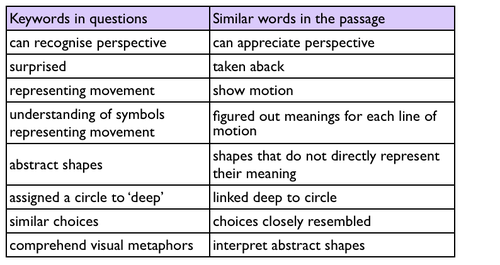 Keywords in questions
Similar words in the passage
can recognise perspective
can appreciate perspective
surprised
taken aback
representing movement
show motion
understanding of symbols
representing movement
figured out meanings for each line of
motion
abstract shapes
shapes that do not directly represent
their meaning
assigned a circle to ‘deep’
linked deep to circle
similar choices
choices closely resembled
comprehend visual metaphors
interpret abstract shapes